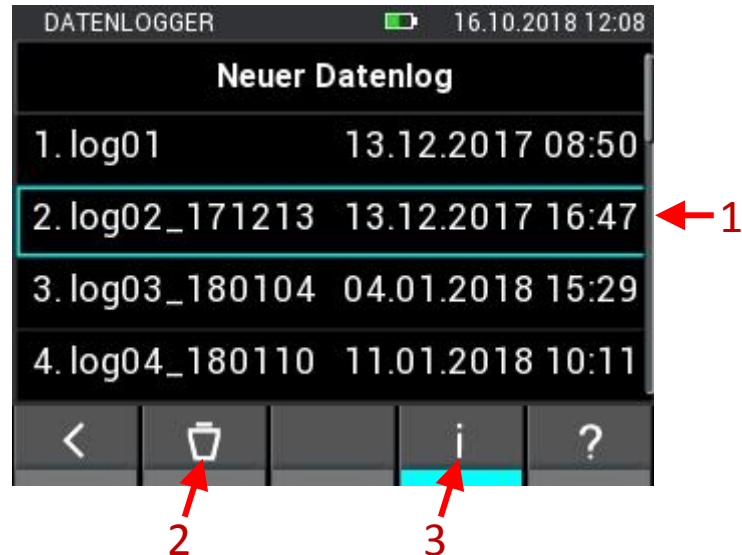 DATENLOGGER 16.10.2018 12:08
Neuer Datenlog
1. log01 13.12.2017 08:50
2. log02_171213 13.12.2017 16:47 1
3. log03_180104 04.01.2018 15:29
4. log04_180110 11.01.2018 10:11
< i ?
2 3